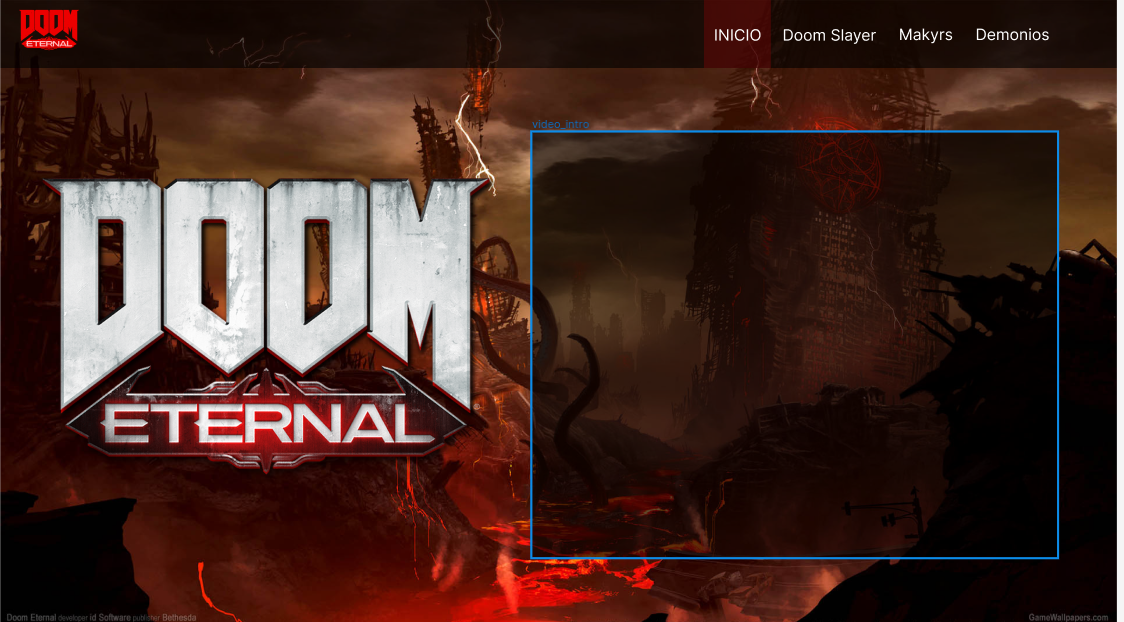 DOOM
ETERNAL
INICIO Doom Slayer Makyrs Demonios
video_intro
DOOM
ETERNAL
Doom Eternal developer id Software publisher Bethesda
GameWallpapers.com